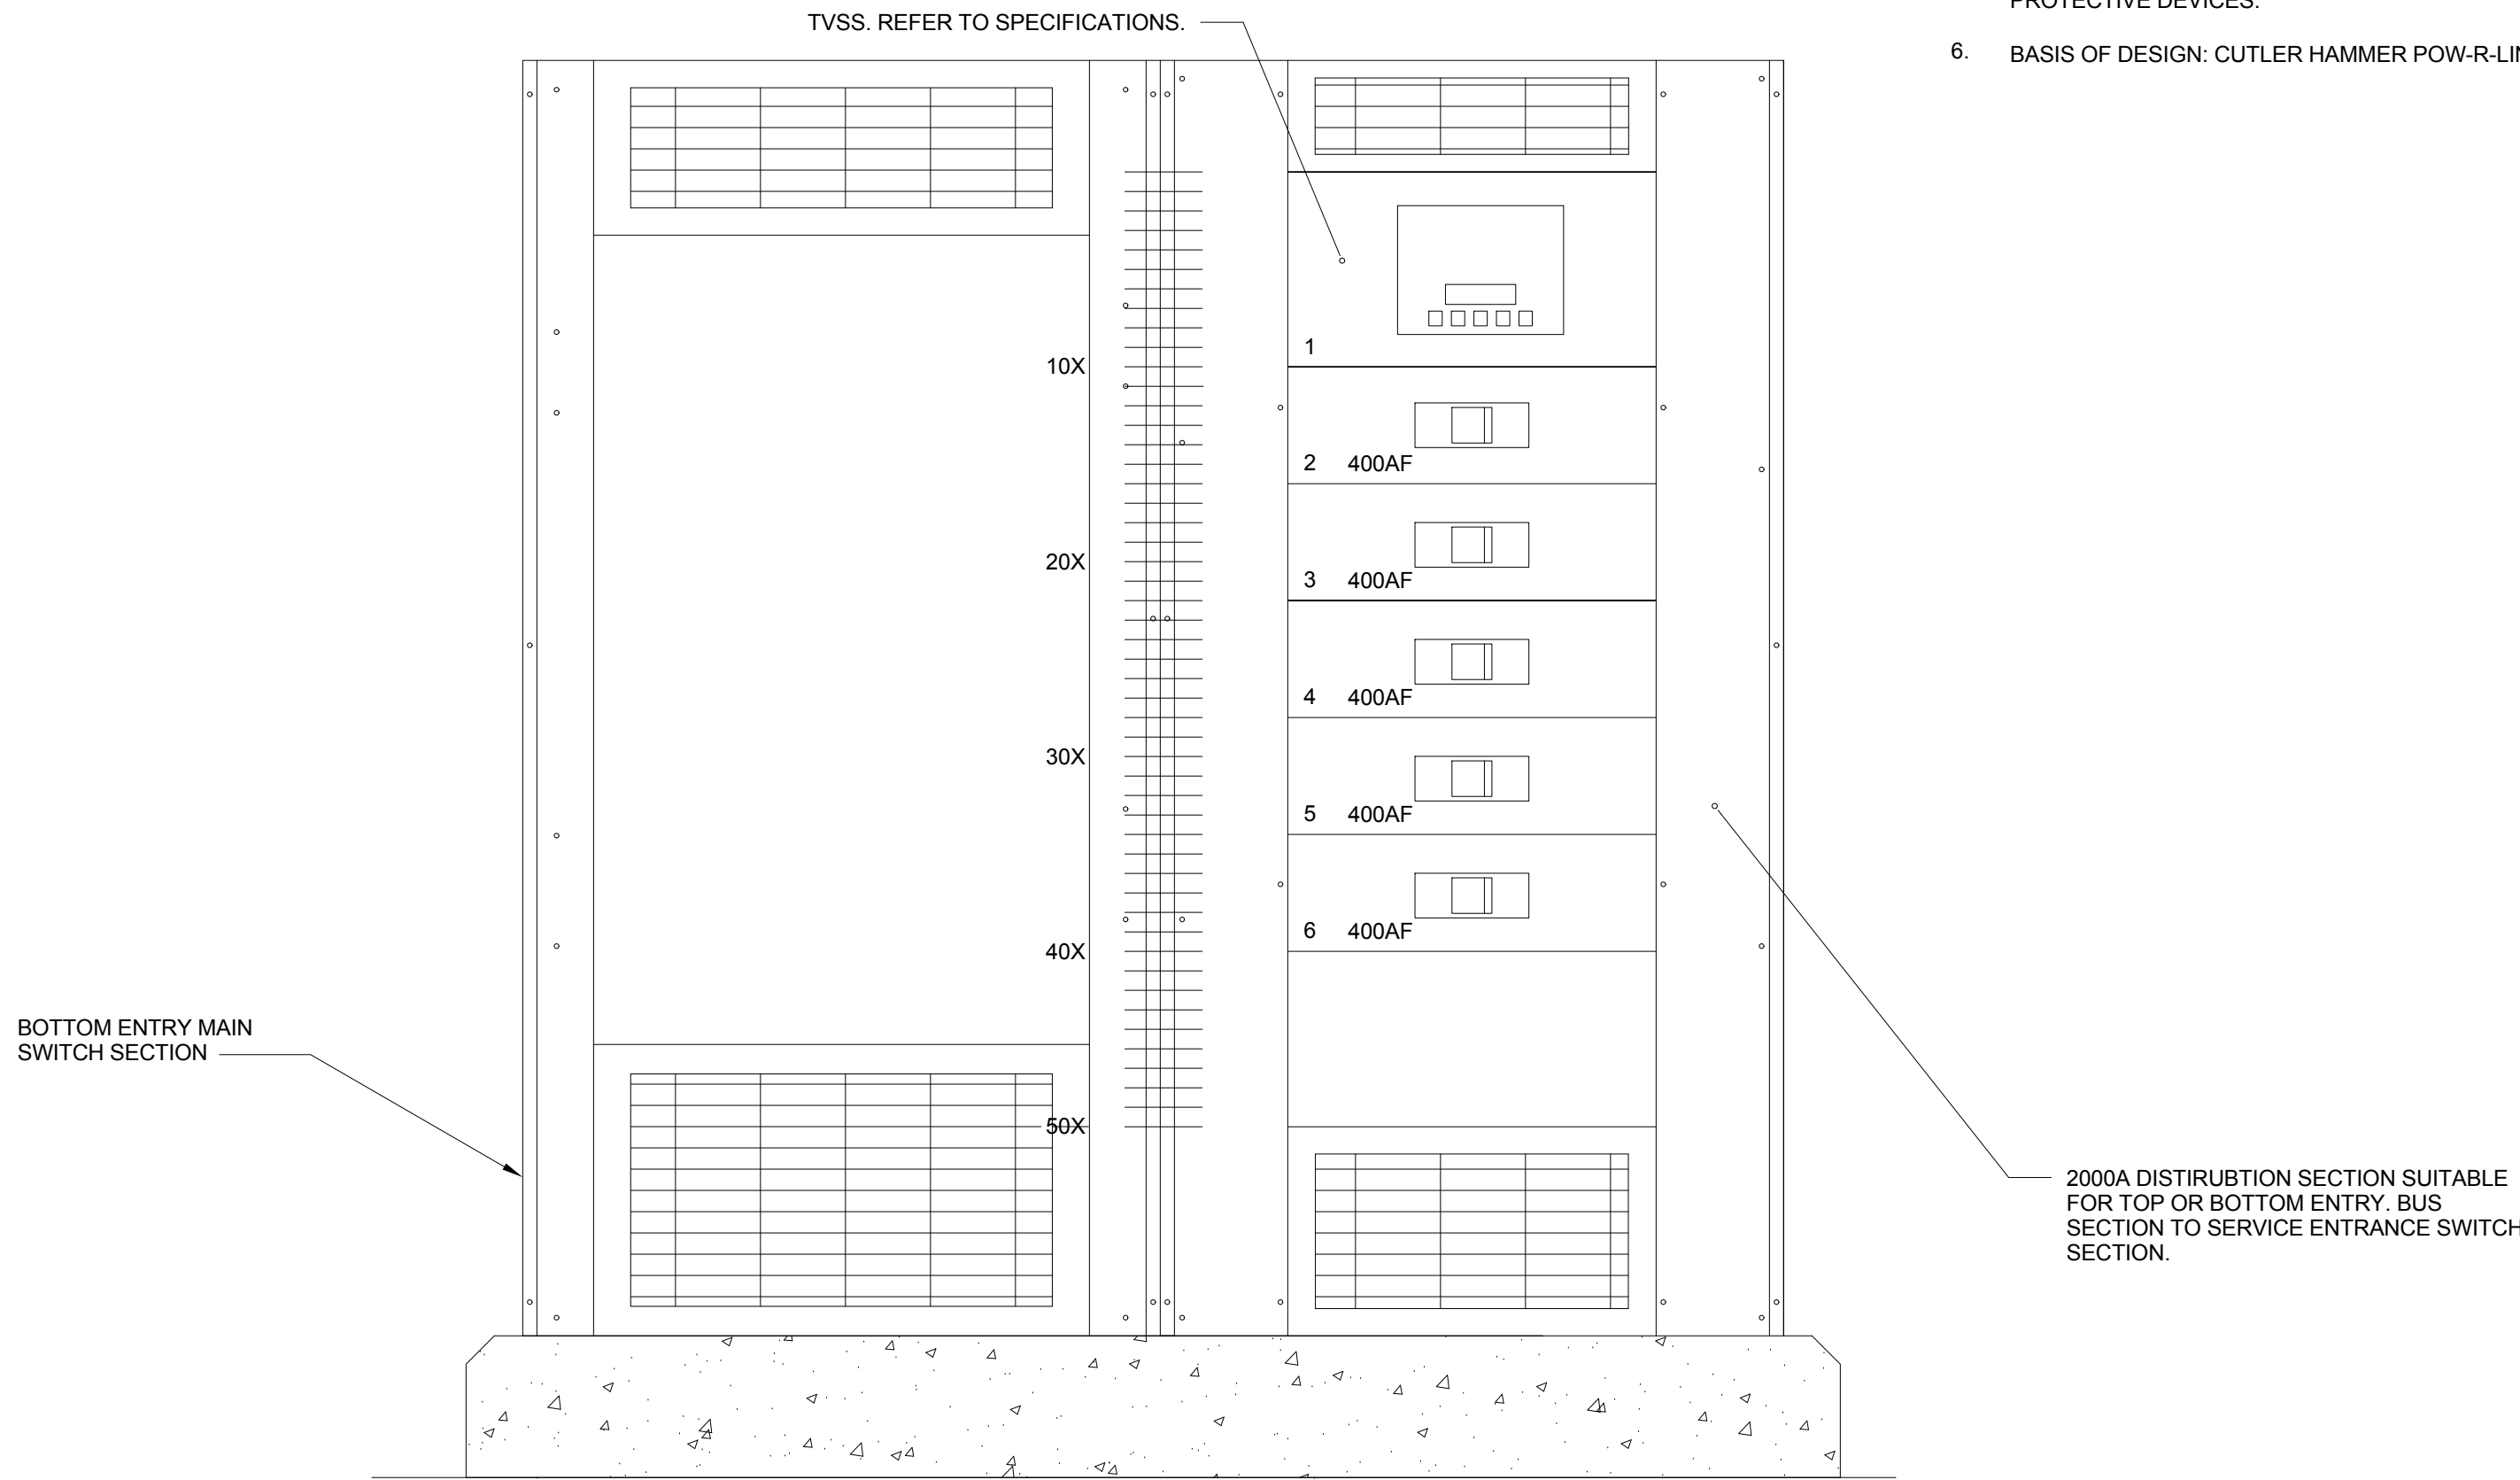 PROTECTIVE DEVICES.
TVSS. REFER TO SPECIFICATIONS.
6. BASIS OF DESIGN: CUTLER HAMMER
1
10X
2 400AF
20X
3 400AF
4 400AF
30X
5 400AF
6 400AF
40X
BOTTOM ENTRY MAIN
SWITCH SECTION
50X
2000A DISTIRUBTION SECTION SUITABLE
FOR TOP OR BOTTOM ENTRY. BUS
SECTION TO SERVICE ENTRANCE SWITCH
SECTION.